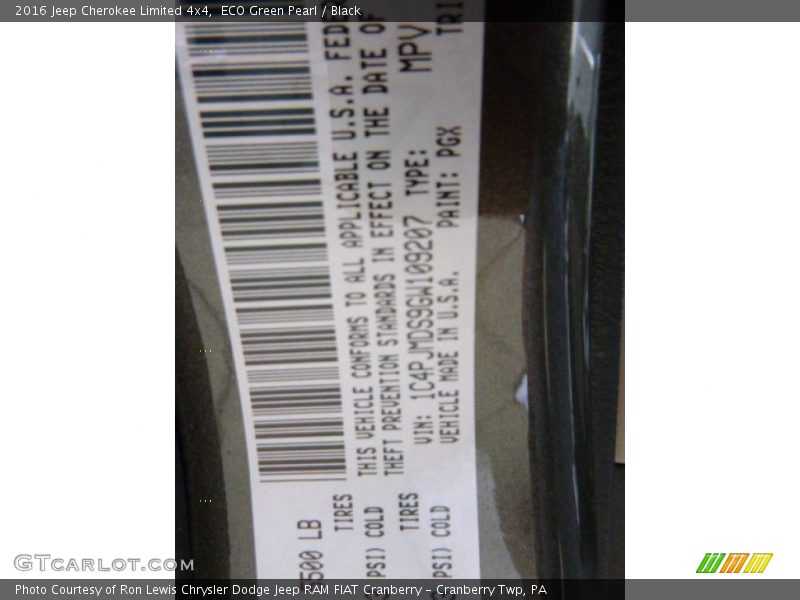 2016 Jeep Cherokee Limited 4x4, ECO Green Pearl / Black
THIS VEHICLE CONFORMS TO ALL APPLICABLE U.S.A.
THEFT PREVENTION STANDARDS IN EFFECT ON THE DATE OF
VIN: 1C4PJMDS9GW109207 TYPE: MPV
VEHICLE MADE IN U.S.A. PAINT: PGX
500 LB
TIRES
PSI) COLD
TIRES
PSI) COLD
GTCarLot.com
Photo Courtesy of Ron Lewis Chrysler Dodge Jeep RAM FIAT Cranberry - Cranberry Twp, PA